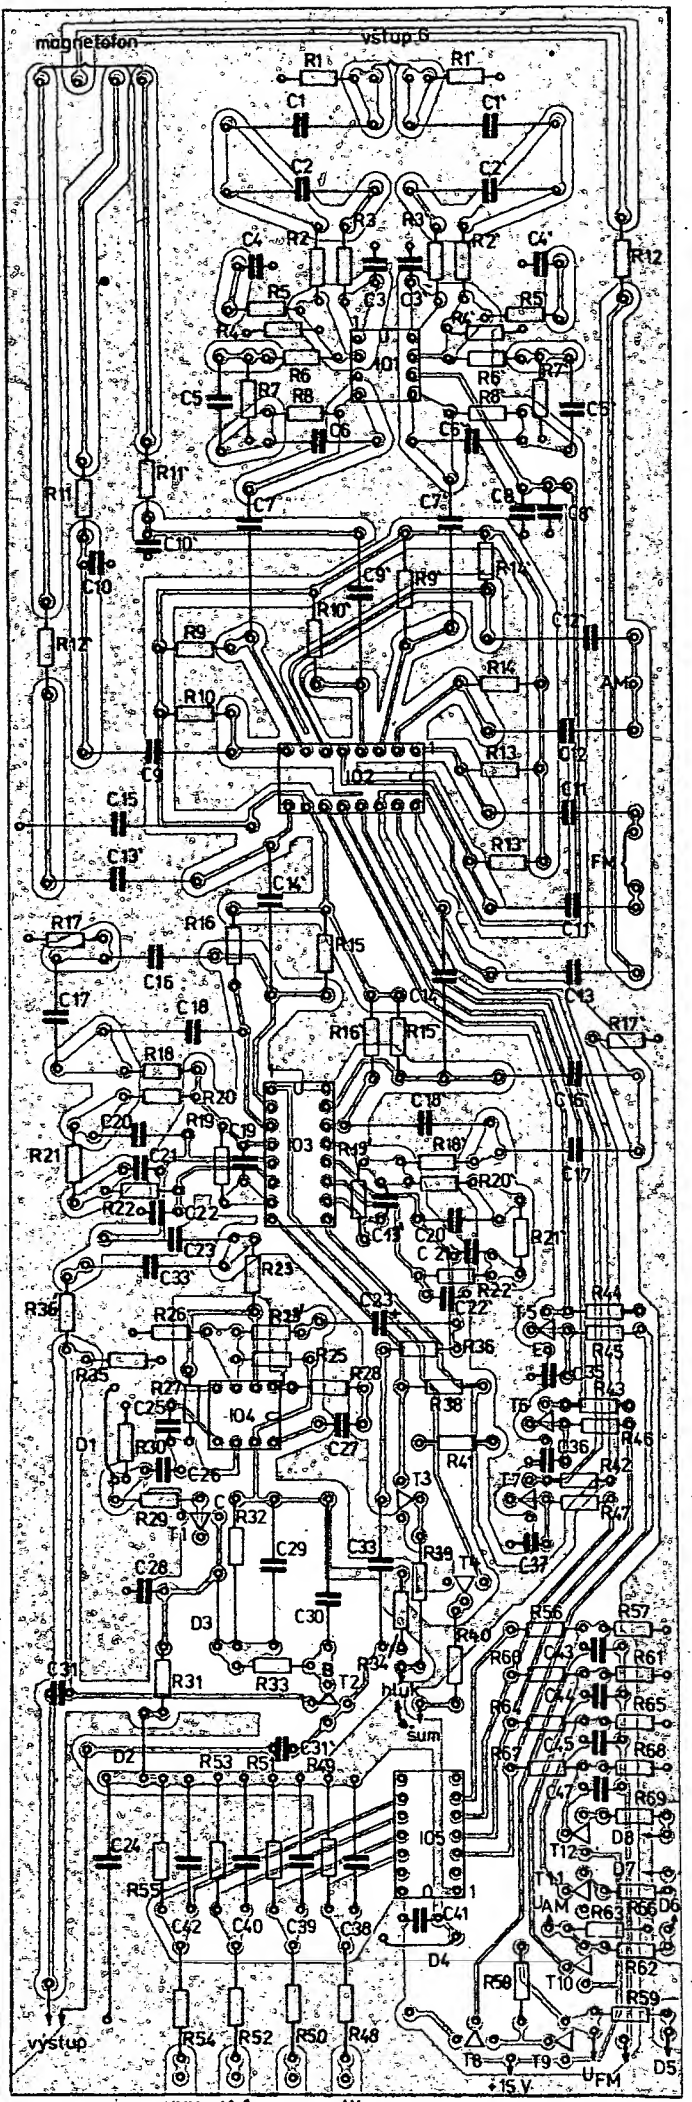 magnetofon vstup G
R1 R1'
C1 C1'
C2 C2'
R3 R3'
R2 R2'
C4 C4' R12
C3 C3'
R5 R5'
R4 R4'
1
IO1
R6 R6'
R7 R7'
C5 R8 R8' C5'
C6 C6'
R11'
R11 C7 C7' C8 C8'
C10'
C10 C9' R9' R14'
R10'
R12' R9 C12'
R14 AM
R10
1
C9 IO2 R13 C12
C15 C11
C13' R13' FM
C14'
R17 R16 C11'
R15
C16 C14 C13
C17 C18
R16' R15' R17'
R18
R20 C18' C16'
C20 R19 C19 IO3
R21 C21 R19' R18' C17'
R22 C22 R20'
C23 C19' C20' R21'
C33' C21'
R23 R22'
C22'
R36' C23' T5 R44
R26 R23' R36 R45
R35 R25 C35
R27 R28 R38 T6 R43
C25 IO4 R46
D1 R30 C27 R41 C36
C26 T7 R42
R29 T3 R47
T1 R32
C29 C33 R39 T4 C37
C28 C30
D3 R56 R57
R34 R40 R60 C43 R61
R31 R33 B
C31 T2 hluk C44
šum R64 R65
D2 C31' C45
R53 R51 R49 R67 R68
C47
R69
IO5 D8
C24 T12 D7
R55 T11
1 UAM R63 R66 D6
C42 C40 C39 C38 C41
D4 R62
R58 T10
R59
výstup R54 R52 R50 R48
T8 T9 UFM D5
+15 V